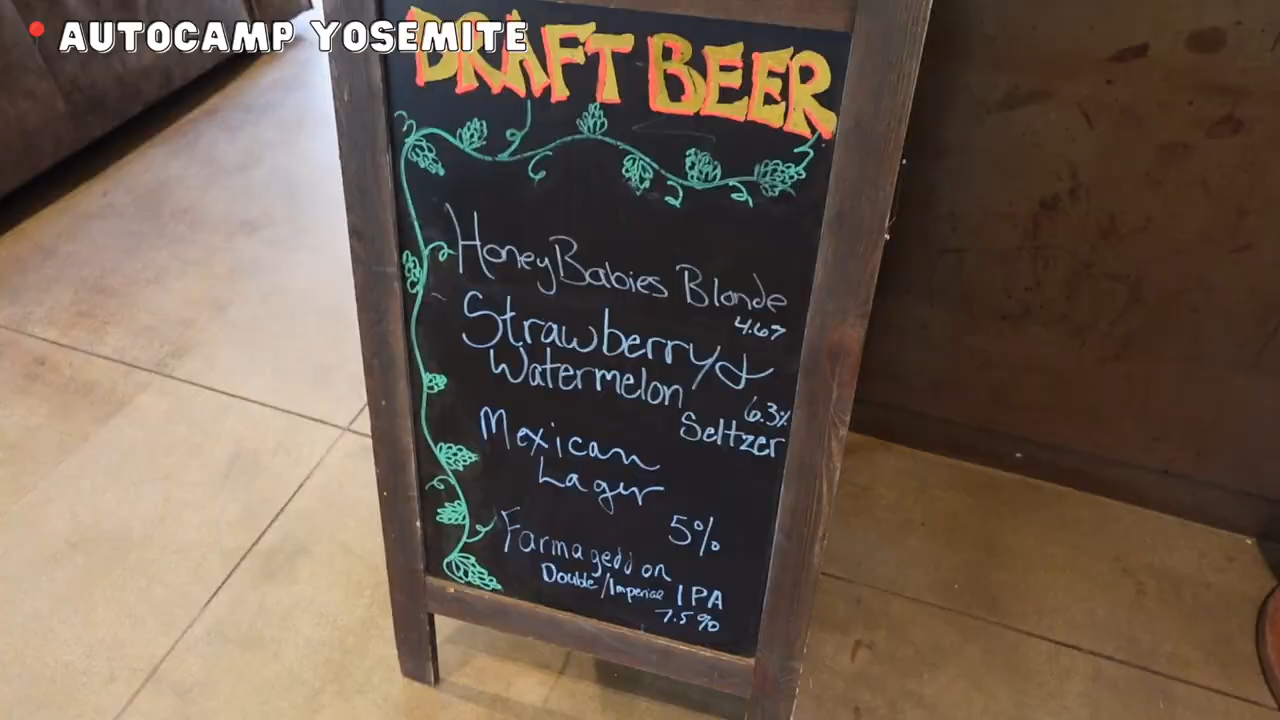 AUTOCAMP YOSEMITE
DRAFT BEER
HoneyBabies Blonde
4.67
Strawberry &
Watermelon
6.3%
Seltzer
Mexican
Lager
5%
Farmageddon
Double/Imperial IPA
7.5%